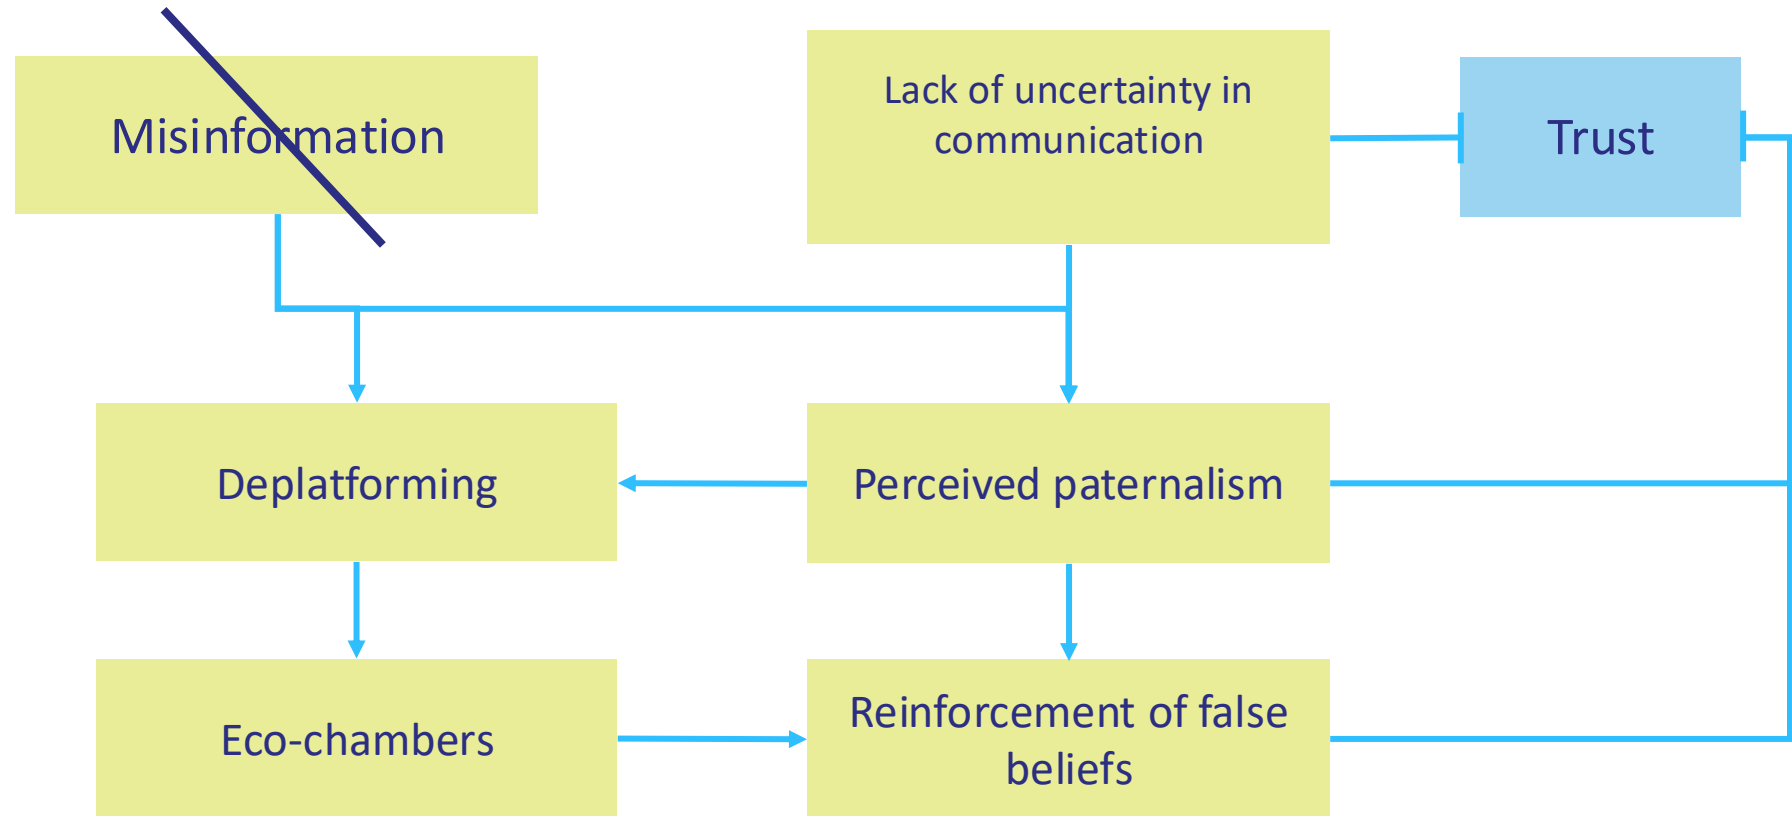 Misinformation
Lack of uncertainty in
communication
Trust
Deplatforming
Perceived paternalism
Eco-chambers
Reinforcement of false
beliefs